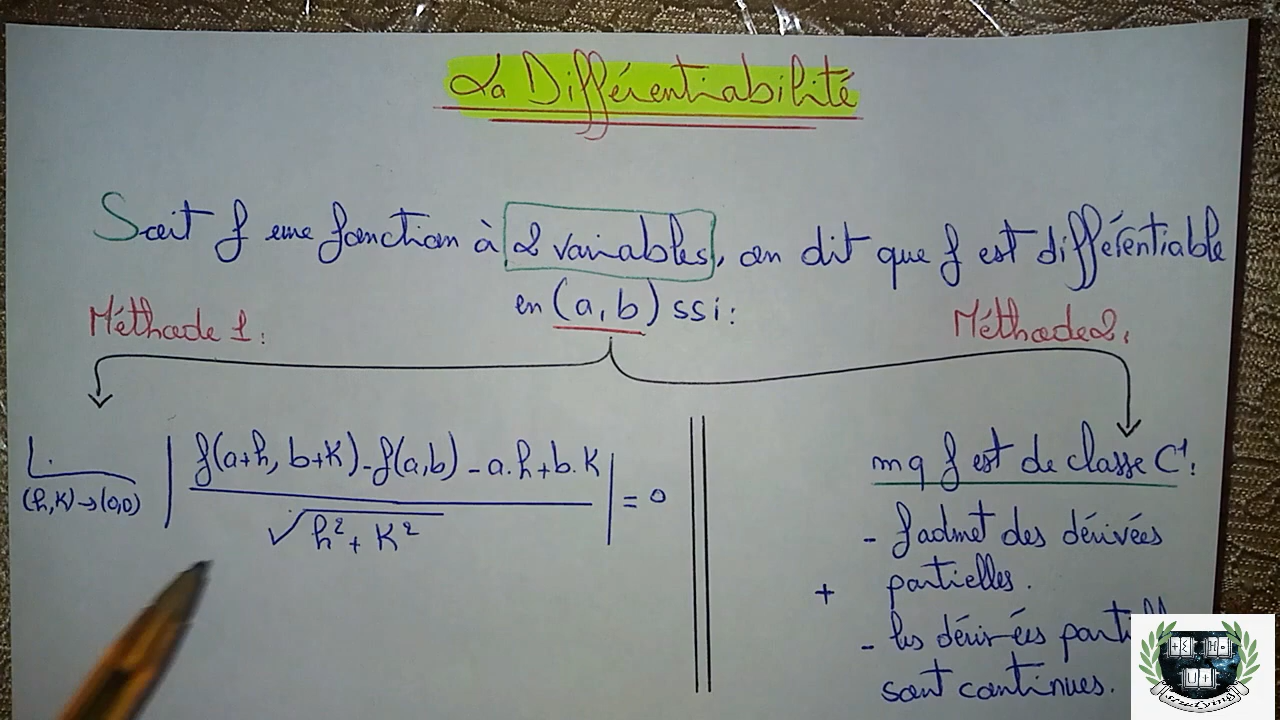 La Différentiabilité
Soit f une fonction à 2 variables, on dit que f est différentiable
en (a,b) ssi:
Méthode 1:
L.
(h,K)→(0,0)
| f(a+h, b+K) - f(a,b) - a.h + b.K
√h²+K² | = 0
Méthode 2:
mq f est de classe C¹:
- f admet des dérivées
+ partielles.
- les dérivées partielles
sont continues.